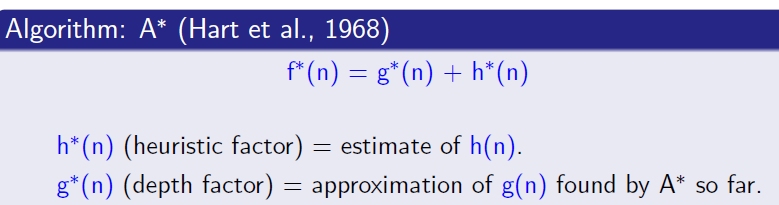 Algorithm: A* (Hart et al., 1968)
f*(n) = g*(n) + h*(n)
h*(n) (heuristic factor) = estimate of h(n).
g*(n) (depth factor) = approximation of g(n) found by A* so far.